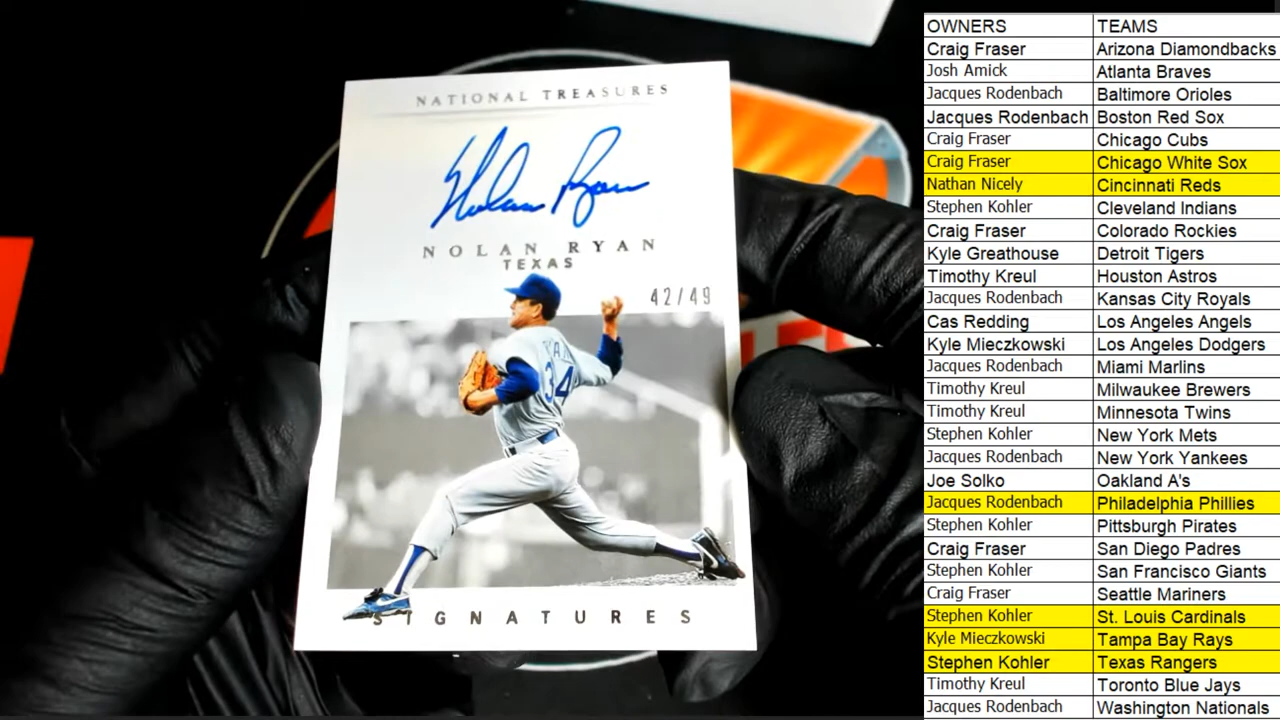 NATIONAL TREASURES
Nolan Ryan
NOLAN RYAN
TEXAS
42/49
34
SIGNATURES
OWNERS TEAMS
Craig Fraser Arizona Diamondbacks
Josh Amick Atlanta Braves
Jacques Rodenbach Baltimore Orioles
Jacques Rodenbach Boston Red Sox
Craig Fraser Chicago Cubs
Craig Fraser Chicago White Sox
Nathan Nicely Cincinnati Reds
Stephen Kohler Cleveland Indians
Craig Fraser Colorado Rockies
Kyle Greathouse Detroit Tigers
Timothy Kreul Houston Astros
Jacques Rodenbach Kansas City Royals
Cas Redding Los Angeles Angels
Kyle Mieczkowski Los Angeles Dodgers
Jacques Rodenbach Miami Marlins
Timothy Kreul Milwaukee Brewers
Timothy Kreul Minnesota Twins
Stephen Kohler New York Mets
Jacques Rodenbach New York Yankees
Joe Solko Oakland A's
Jacques Rodenbach Philadelphia Phillies
Stephen Kohler Pittsburgh Pirates
Craig Fraser San Diego Padres
Stephen Kohler San Francisco Giants
Craig Fraser Seattle Mariners
Stephen Kohler St. Louis Cardinals
Kyle Mieczkowski Tampa Bay Rays
Stephen Kohler Texas Rangers
Timothy Kreul Toronto Blue Jays
Jacques Rodenbach Washington Nationals